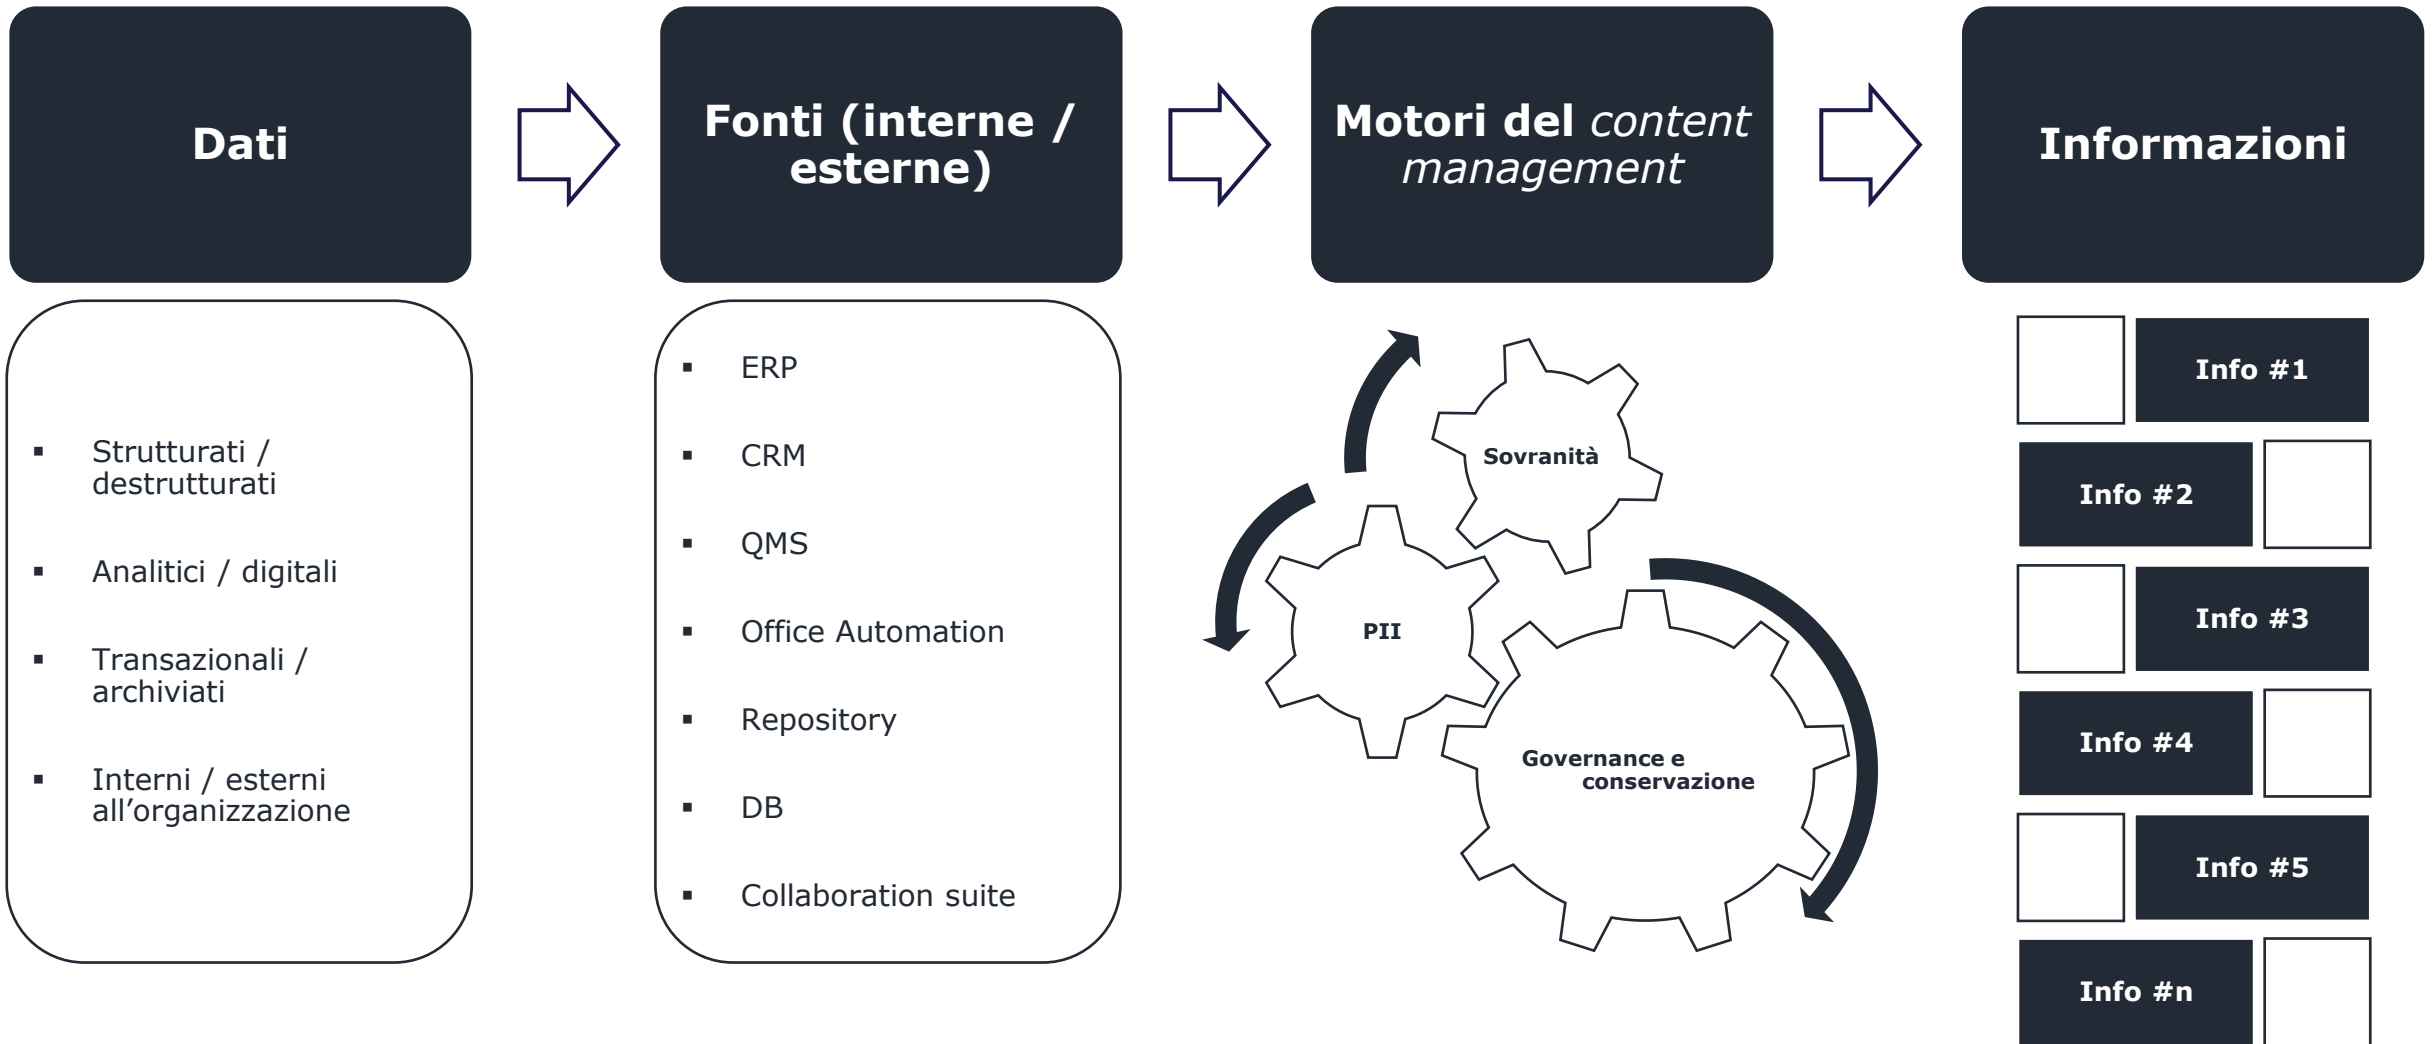 Dati
Fonti (interne /
esterne)
Motori del content
management
Informazioni
▪ Strutturati /
destrutturati
▪ Analitici / digitali
▪ Transazionali /
archiviati
▪ Interni / esterni
all’organizzazione
▪ ERP
▪ CRM
▪ QMS
▪ Office Automation
▪ Repository
▪ DB
▪ Collaboration suite
Sovranità
PII
Governance e
conservazione
Info #1
Info #2
Info #3
Info #4
Info #5
Info #n